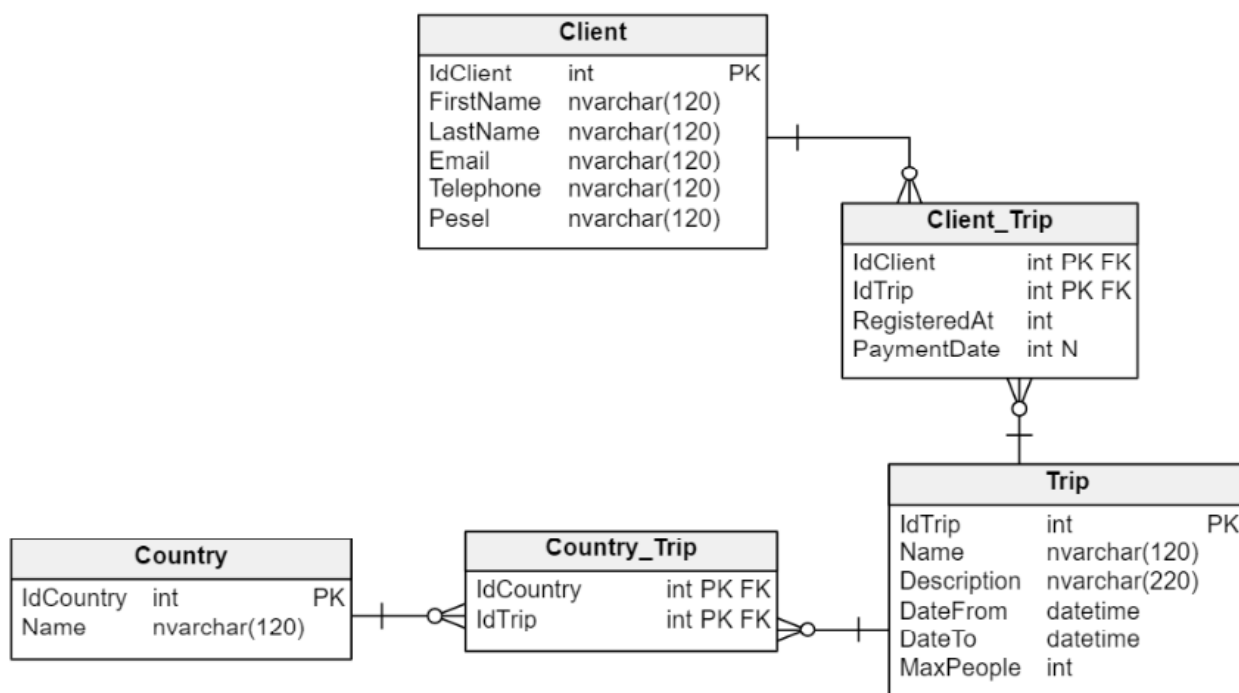 Client
IdClient int PK
FirstName nvarchar(120)
LastName nvarchar(120)
Email nvarchar(120)
Telephone nvarchar(120)
Pesel nvarchar(120)
Client_Trip
IdClient int PK FK
IdTrip int PK FK
RegisteredAt int
PaymentDate int N
Trip
IdTrip int PK
Name nvarchar(120)
Description nvarchar(220)
DateFrom datetime
DateTo datetime
MaxPeople int
Country_Trip
IdCountry int PK FK
IdTrip int PK FK
Country
IdCountry int PK
Name nvarchar(120)